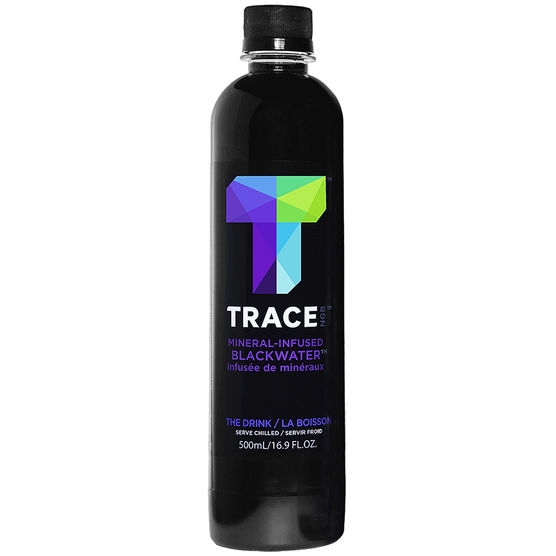 T
TRACE
NGB
MINERAL-INFUSED
BLACKWATER™
Infusée de minéraux
THE DRINK / LA BOISSON
SERVE CHILLED / SERVIR FROID
500mL/16.9 FL.OZ.